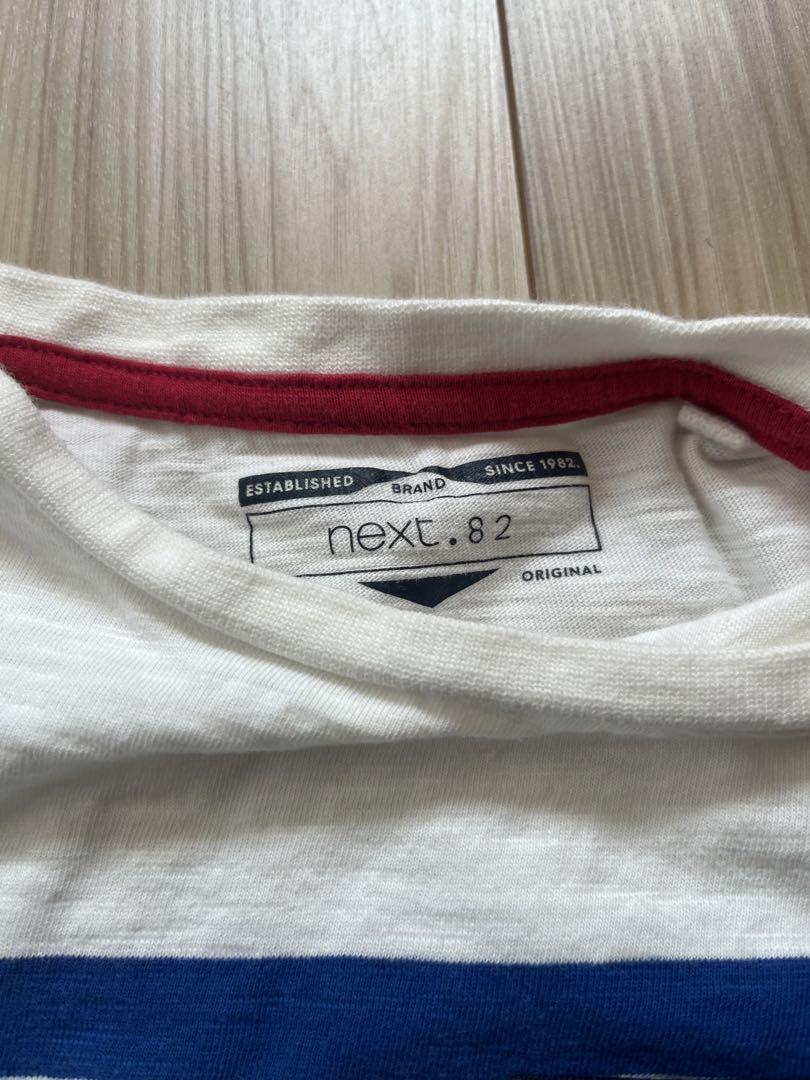 ESTABLISHED BRAND SINCE 1982.
next.82
ORIGINAL